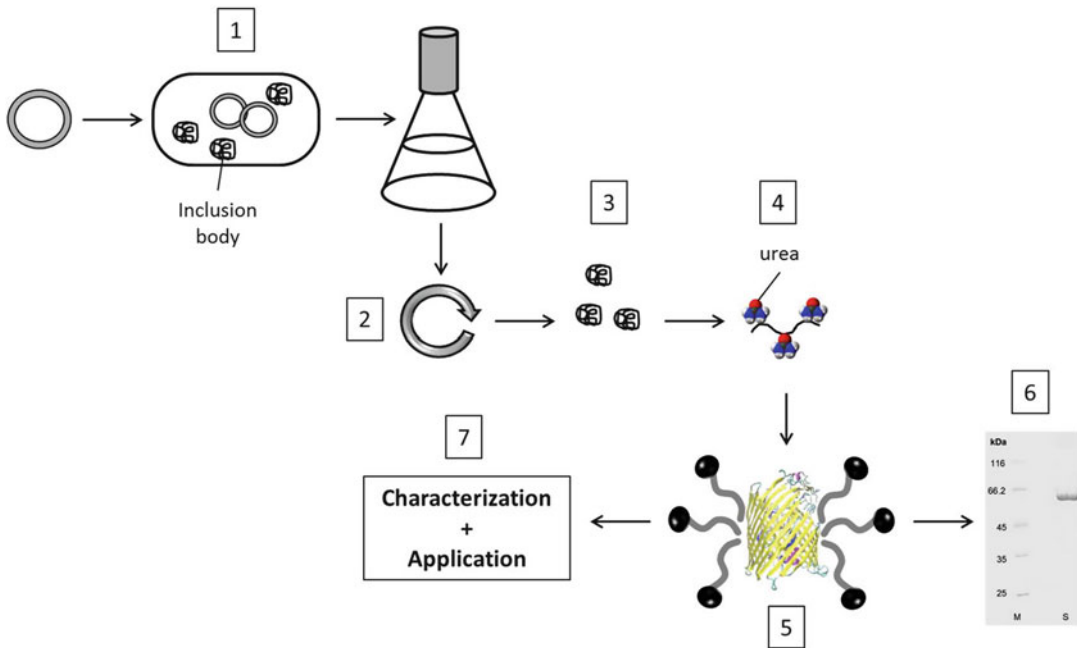 1
Inclusion
body
3
4
urea
2
6
7
Characterization
+
Application
5
kDa
116
66.2
45
35
25
M S